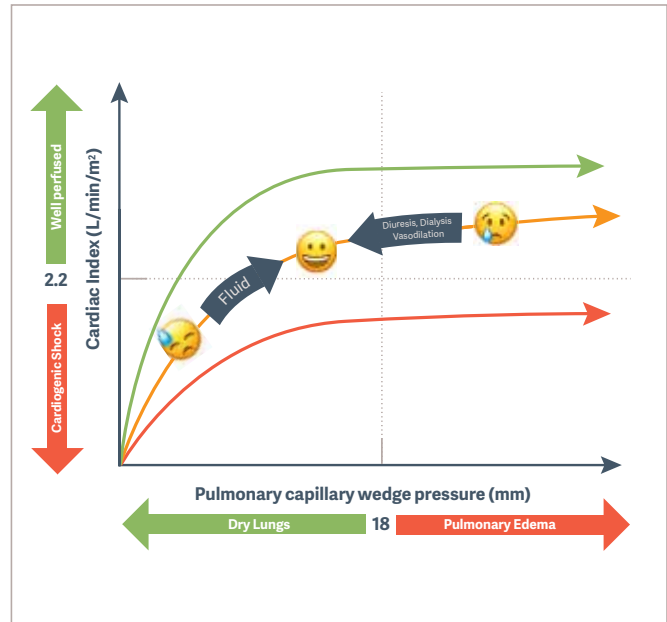 Well perfused
2.2
Cardiogenic Shock
Cardiac Index (L/min/m²)
Fluid
Diuresis, Dialysis
Vasodilation
Pulmonary capillary wedge pressure (mm)
Dry Lungs
18
Pulmonary Edema